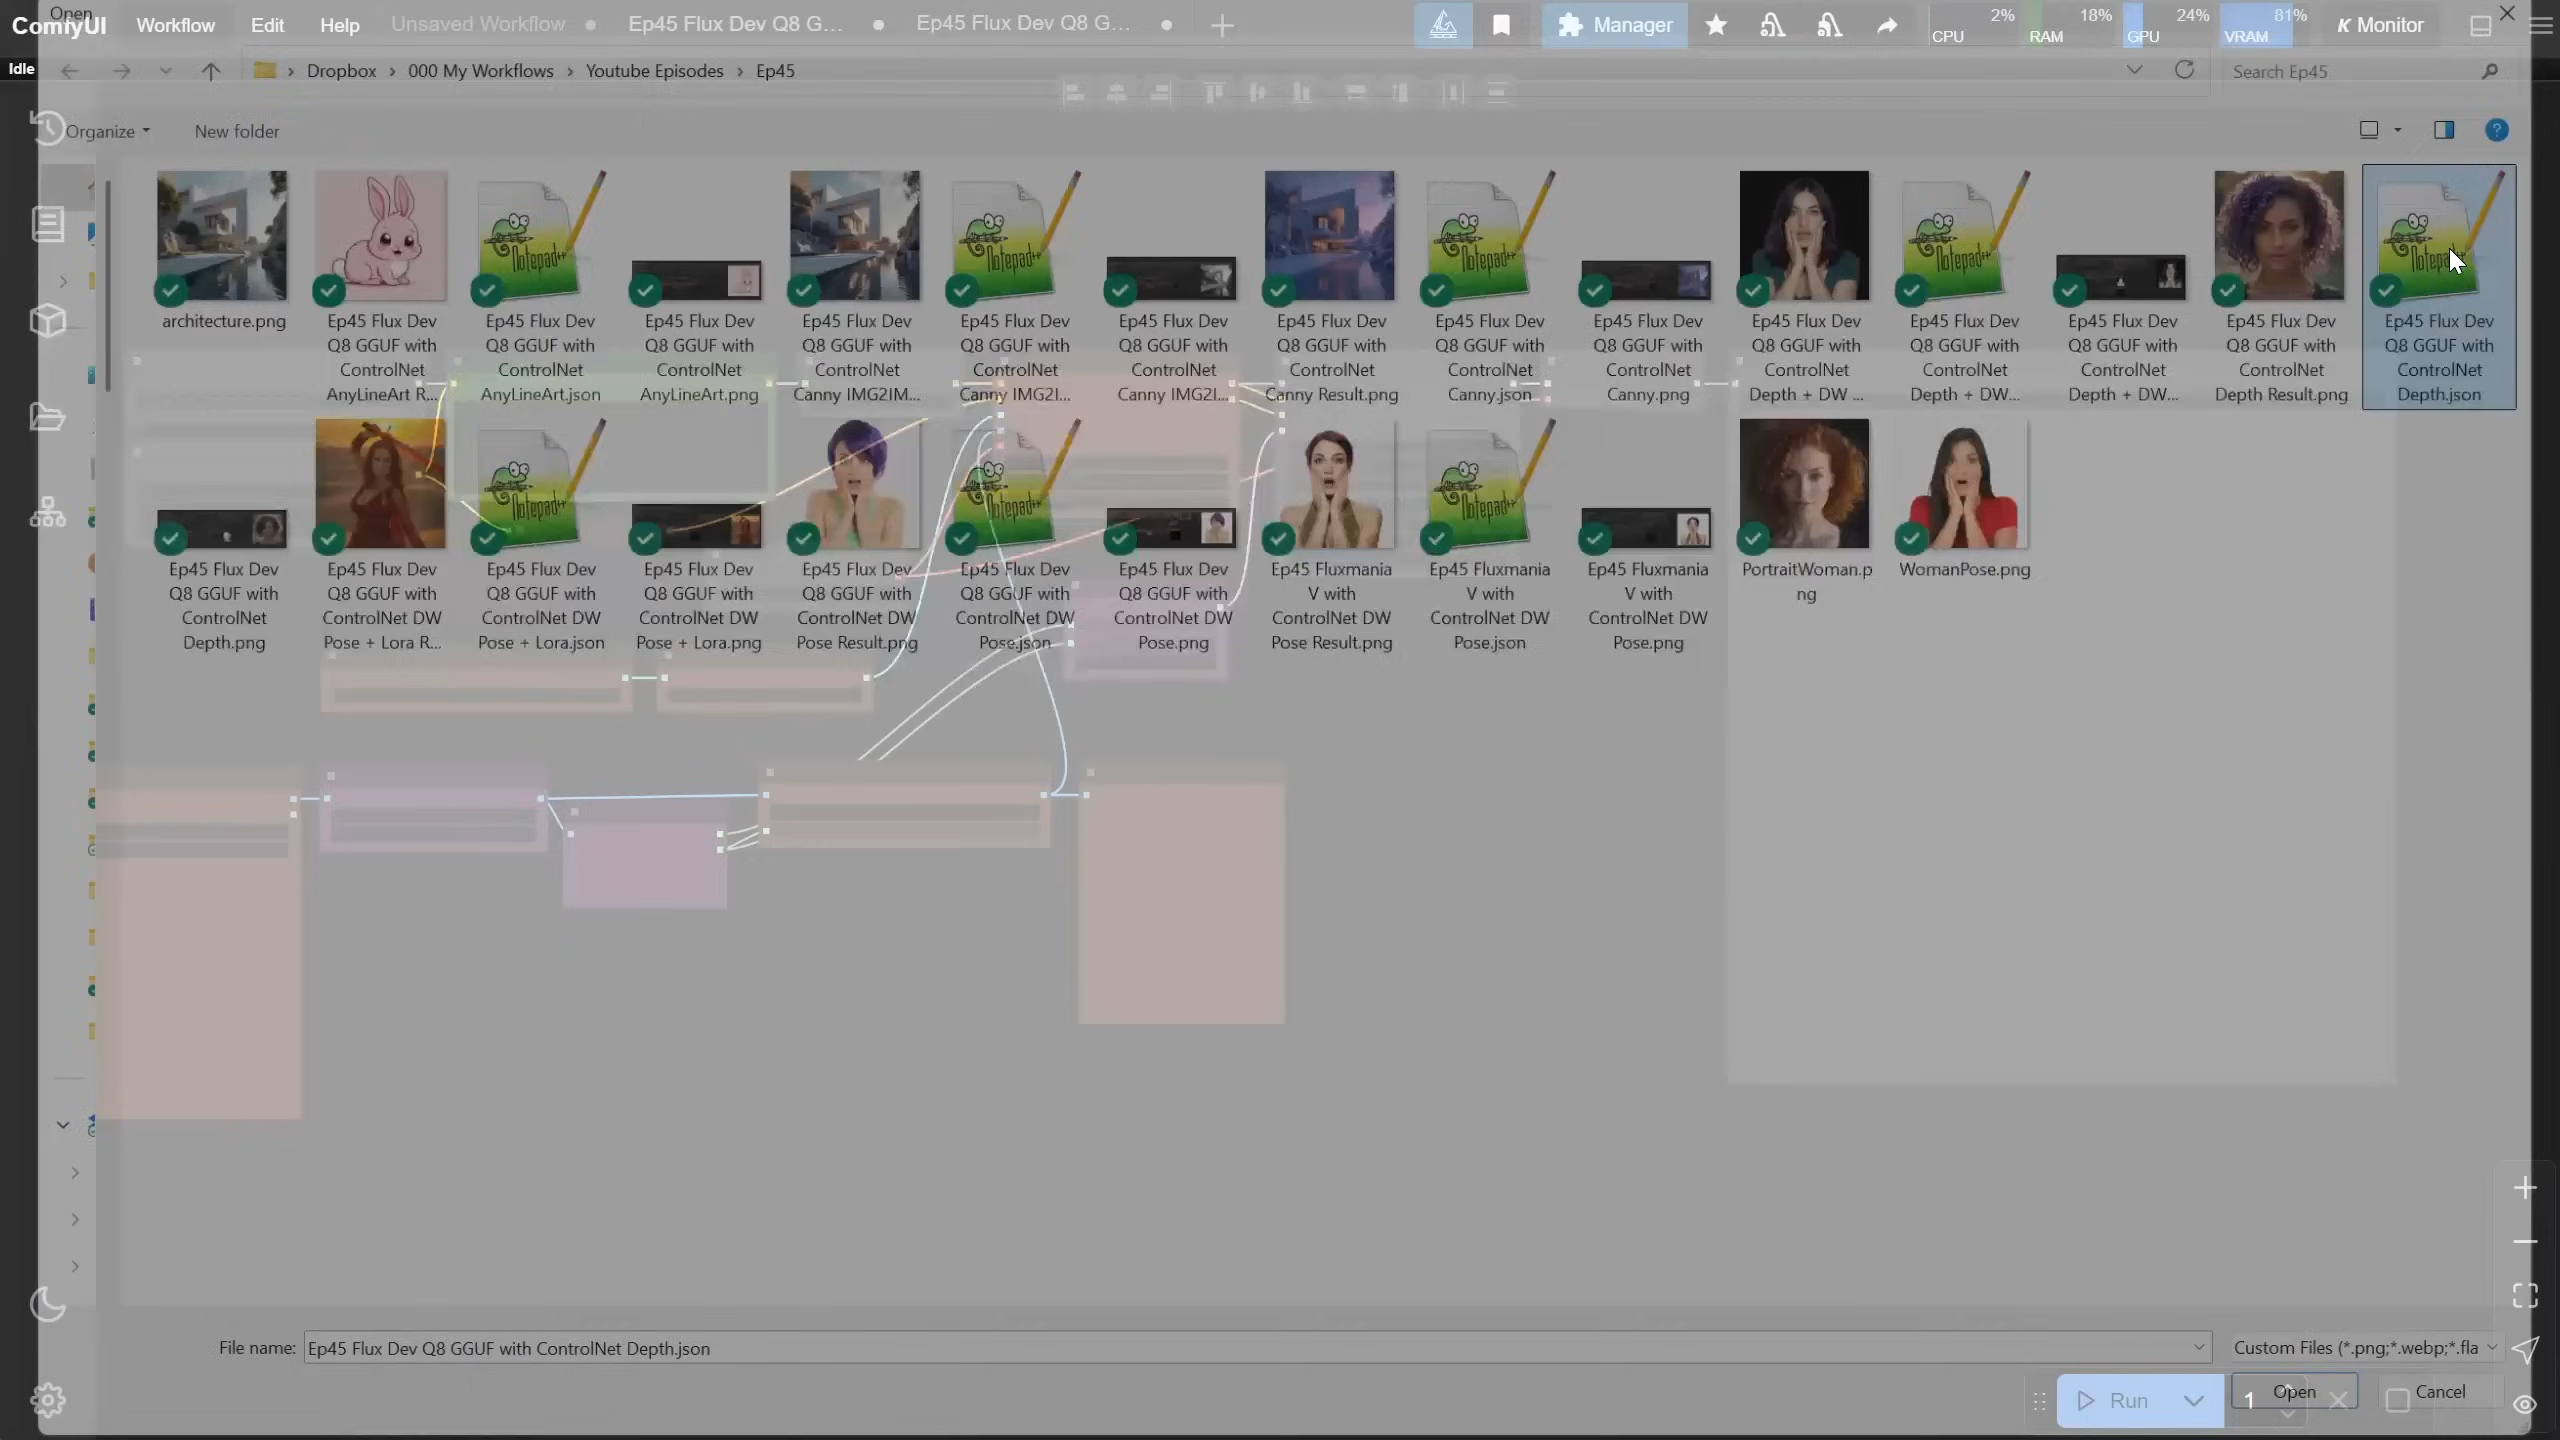 Open
ComfyUI
Workflow
Edit
Help
Unsaved Workflow
Ep45 Flux Dev Q8 G...
Ep45 Flux Dev Q8 G...
Manager
2%
CPU
18%
RAM
24%
GPU
81%
VRAM
K Monitor
Idle
Dropbox
000 My Workflows
Youtube Episodes
Ep45
Search Ep45
Organize
New folder
architecture.png
Ep45 Flux Dev
Q8 GGUF with
ControlNet
AnyLineArt R...
Ep45 Flux Dev
Q8 GGUF with
ControlNet
AnyLineArt.json
Ep45 Flux Dev
Q8 GGUF with
ControlNet
AnyLineArt.png
Ep45 Flux Dev
Q8 GGUF with
ControlNet
Canny IMG2IM...
Ep45 Flux Dev
Q8 GGUF with
ControlNet
Canny IMG2I...
Ep45 Flux Dev
Q8 GGUF with
ControlNet
Canny IMG2I...
Ep45 Flux Dev
Q8 GGUF with
ControlNet
Canny Result.png
Ep45 Flux Dev
Q8 GGUF with
ControlNet
Canny.json
Ep45 Flux Dev
Q8 GGUF with
ControlNet
Canny.png
Ep45 Flux Dev
Q8 GGUF with
ControlNet
Depth + DW ...
Ep45 Flux Dev
Q8 GGUF with
ControlNet
Depth + DW...
Ep45 Flux Dev
Q8 GGUF with
ControlNet
Depth + DW...
Ep45 Flux Dev
Q8 GGUF with
ControlNet
Depth Result.png
Ep45 Flux Dev
Q8 GGUF with
ControlNet
Depth.json
Ep45 Flux Dev
Q8 GGUF with
ControlNet
Depth.png
Ep45 Flux Dev
Q8 GGUF with
ControlNet DW
Pose + Lora R...
Ep45 Flux Dev
Q8 GGUF with
ControlNet DW
Pose + Lora.json
Ep45 Flux Dev
Q8 GGUF with
ControlNet DW
Pose + Lora.png
Ep45 Flux Dev
Q8 GGUF with
ControlNet DW
Pose Result.png
Ep45 Flux Dev
Q8 GGUF with
ControlNet DW
Pose.json
Ep45 Flux Dev
Q8 GGUF with
ControlNet DW
Pose.png
Ep45 Fluxmania
V with
ControlNet DW
Pose Result.png
Ep45 Fluxmania
V with
ControlNet DW
Pose.json
Ep45 Fluxmania
V with
ControlNet DW
Pose.png
PortraitWoman.p
ng
WomanPose.png
Notepad++
Notepad++
Notepad++
Notepad++
Notepad++
Notepad++
Notepad++
Notepad++
File name:
Ep45 Flux Dev Q8 GGUF with ControlNet Depth.json
Custom Files (*.png;*.webp;*.fla
Run
1
Open
Cancel